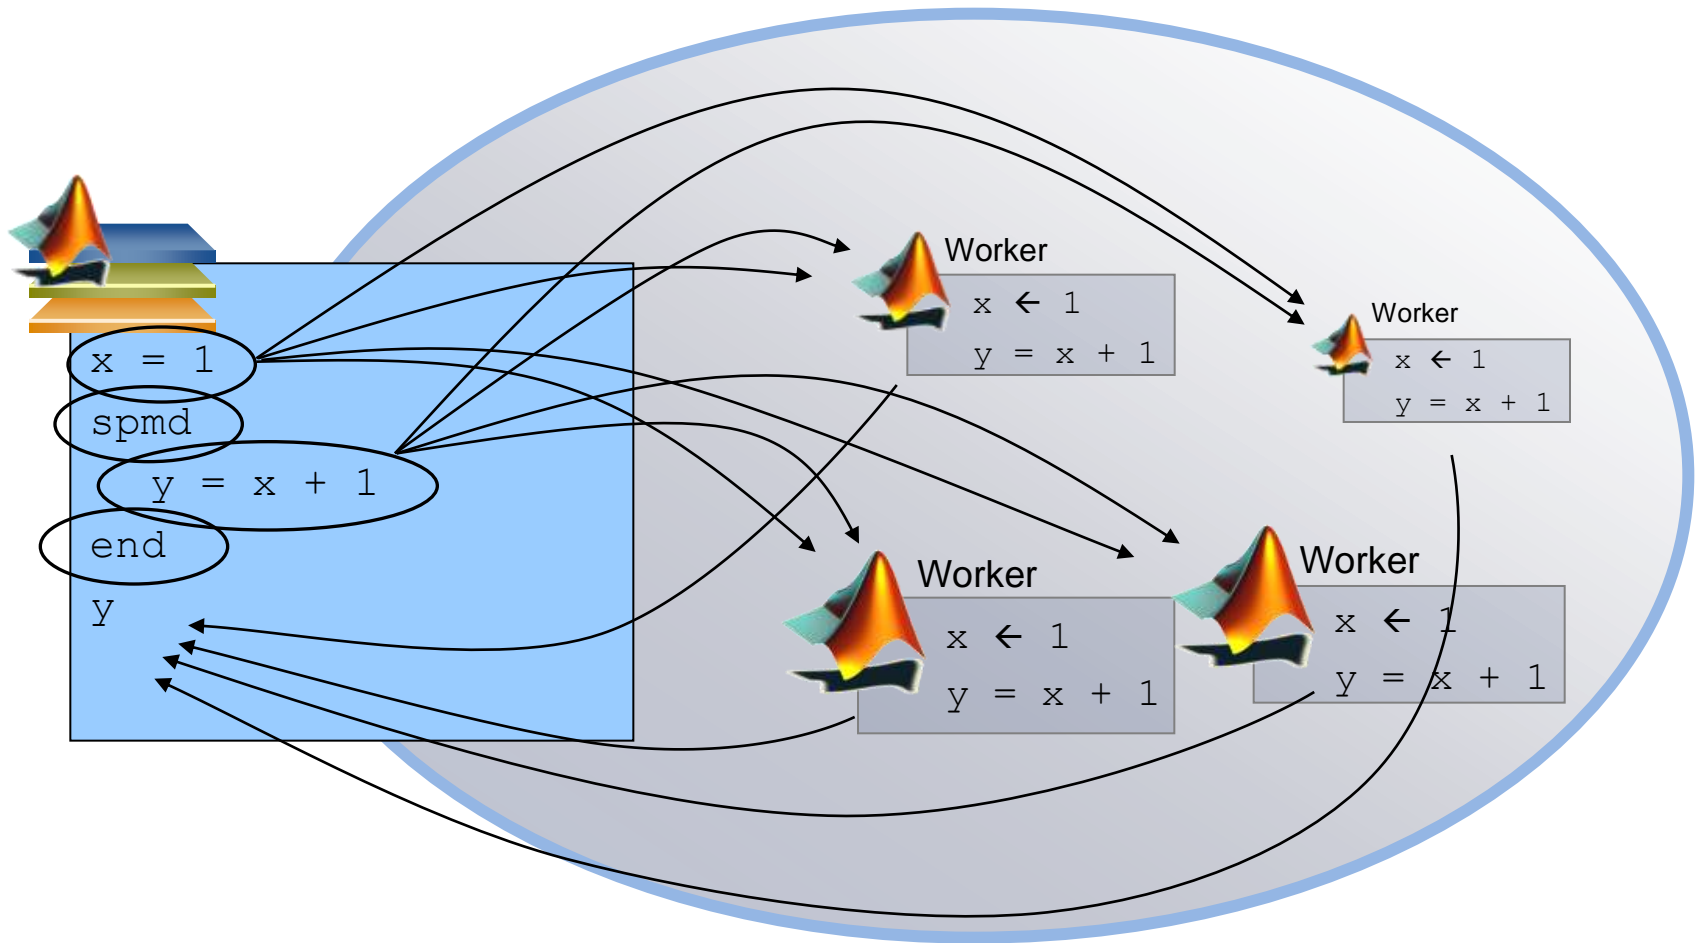 x = 1
spmd
y = x + 1
end
y
Worker
x ← 1
y = x + 1
Worker
x ← 1
y = x + 1
Worker
x ← 1
y = x + 1
Worker
x ← 1
y = x + 1